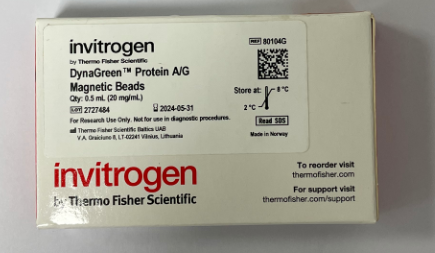 invitrogen
by Thermo Fisher Scientific
REF 80104G
DynaGreen™ Protein A/G
Magnetic Beads
Qty: 0.5 mL (20 mg/mL)
LOT 2727484
2024-05-31
Store at:
8 °C
2 °C
For Research Use Only. Not for use in diagnostic procedures.
Read SDS
Thermo Fisher Scientific Baltics UAB
V.A. Graiciuno 8, LT-02241 Vilnius, Lithuania
Made in Norway
invitrogen
by Thermo Fisher Scientific
To reorder visit
thermofisher.com
For support visit
thermofisher.com/support